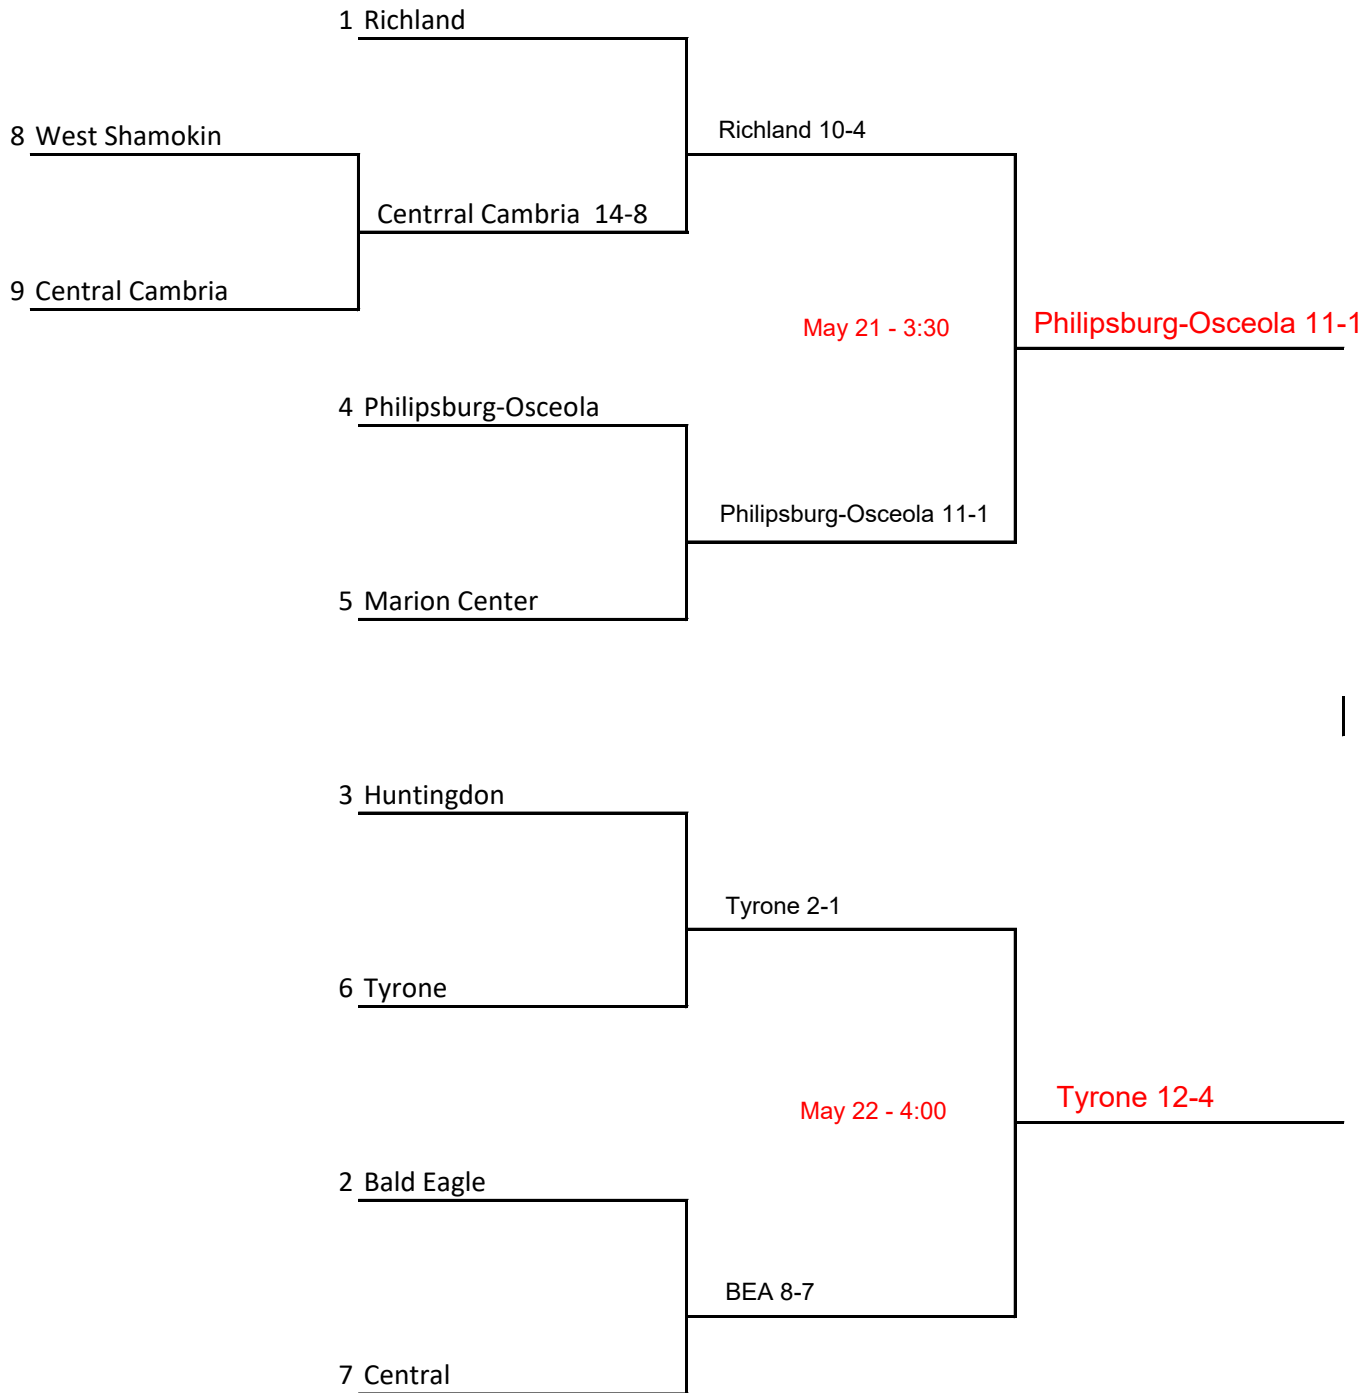 1 Richland
Richland 10-4
8 West Shamokin
Centrral Cambria 14-8
9 Central Cambria
May 21 - 3:30
Philipsburg-Osceola 11-1
4 Philipsburg-Osceola
Philipsburg-Osceola 11-1
5 Marion Center
3 Huntingdon
Tyrone 2-1
6 Tyrone
May 22 - 4:00
Tyrone 12-4
2 Bald Eagle
BEA 8-7
7 Central